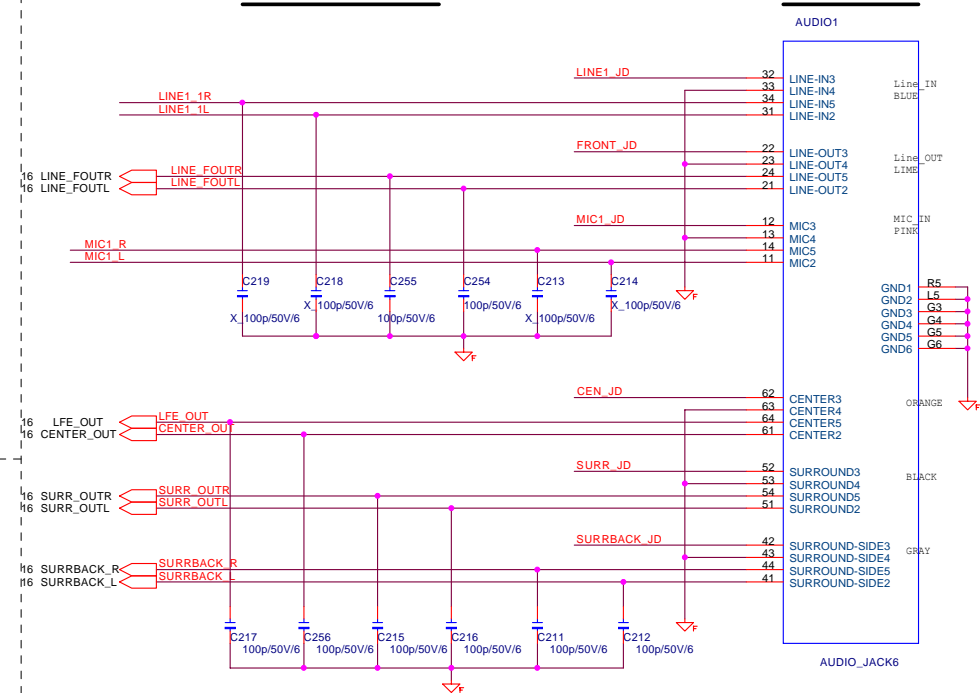 AUDIO1
LINE1_JD 32 LINE-IN3
33 LINE-IN4 Line_IN
LINE1_1R 34 LINE-IN5 BLUE
LINE1_1L 31 LINE-IN2
FRONT_JD 22 LINE-OUT3
23 LINE-OUT4 Line_OUT
16 LINE_FOUTR LINE_FOUTR 24 LINE-OUT5 LIME
16 LINE_FOUTL LINE_FOUTL 21 LINE-OUT2
MIC1_JD 12 MIC3 MIC_IN
13 MIC4 PINK
MIC1_R 14 MIC5
MIC1_L 11 MIC2
C219 C218 C255 C254 C213 C214
X_100p/50V/6 100p/50V/6 X_100p/50V/6
X_100p/50V/6 100p/50V/6 X_100p/50V/6
F
F
GND1 R5
GND2 L5
GND3 G3
GND4 G4
GND5 G5
GND6 G6
F
CEN_JD 62 CENTER3
63 CENTER4 ORANGE
16 LFE_OUT LFE_OUT 64 CENTER5
16 CENTER_OUT CENTER_OUT 61 CENTER2
SURR_JD 52 SURROUND3
53 SURROUND4 BLACK
16 SURR_OUTR SURR_OUTR 54 SURROUND5
16 SURR_OUTL SURR_OUTL 51 SURROUND2
SURRBACK_JD 42 SURROUND-SIDE3
43 SURROUND-SIDE4 GRAY
16 SURRBACK_R SURRBACK_R 44 SURROUND-SIDE5
16 SURRBACK_L SURRBACK_L 41 SURROUND-SIDE2
F
C217 C256 C215 C216 C211 C212
100p/50V/6 100p/50V/6 100p/50V/6 100p/50V/6 100p/50V/6 100p/50V/6
F
AUDIO_JACK6